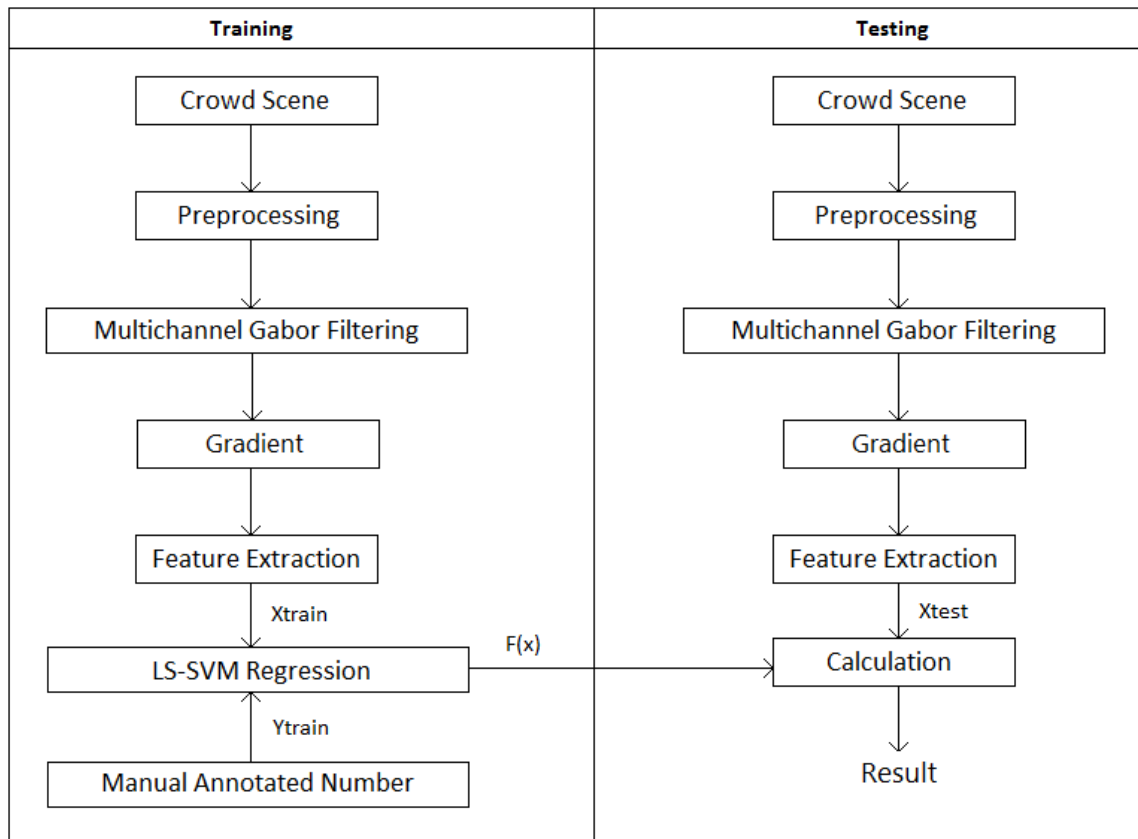 Training
Crowd Scene
Preprocessing
Multichannel Gabor Filtering
Gradient
Feature Extraction
Xtrain
LS-SVM Regression
Ytrain
Manual Annotated Number
F(x)
Testing
Crowd Scene
Preprocessing
Multichannel Gabor Filtering
Gradient
Feature Extraction
Xtest
Calculation
Result